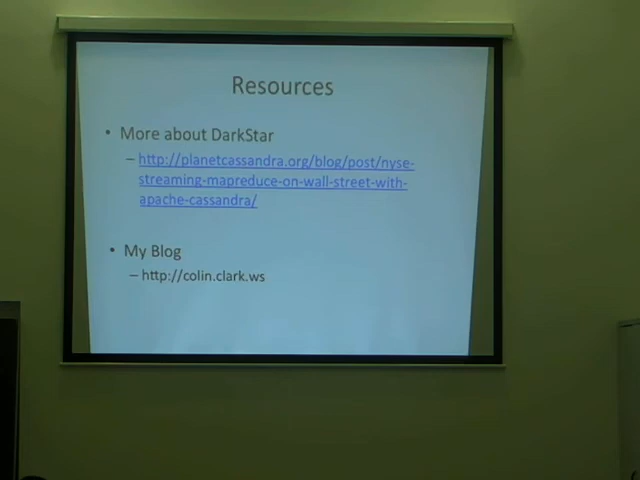 Resources
• More about DarkStar
– http://planetcassandra.org/blog/post/nyse-
streaming-mapreduce-on-wall-street-with-
apache-cassandra/
• My Blog
– http://colin.clark.ws